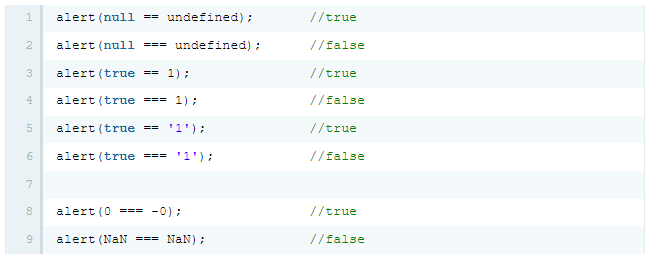 1 alert(null == undefined); //true
2 alert(null === undefined); //false
3 alert(true == 1); //true
4 alert(true === 1); //false
5 alert(true == '1'); //true
6 alert(true === '1'); //false
7
8 alert(0 === -0); //true
9 alert(NaN === NaN); //false